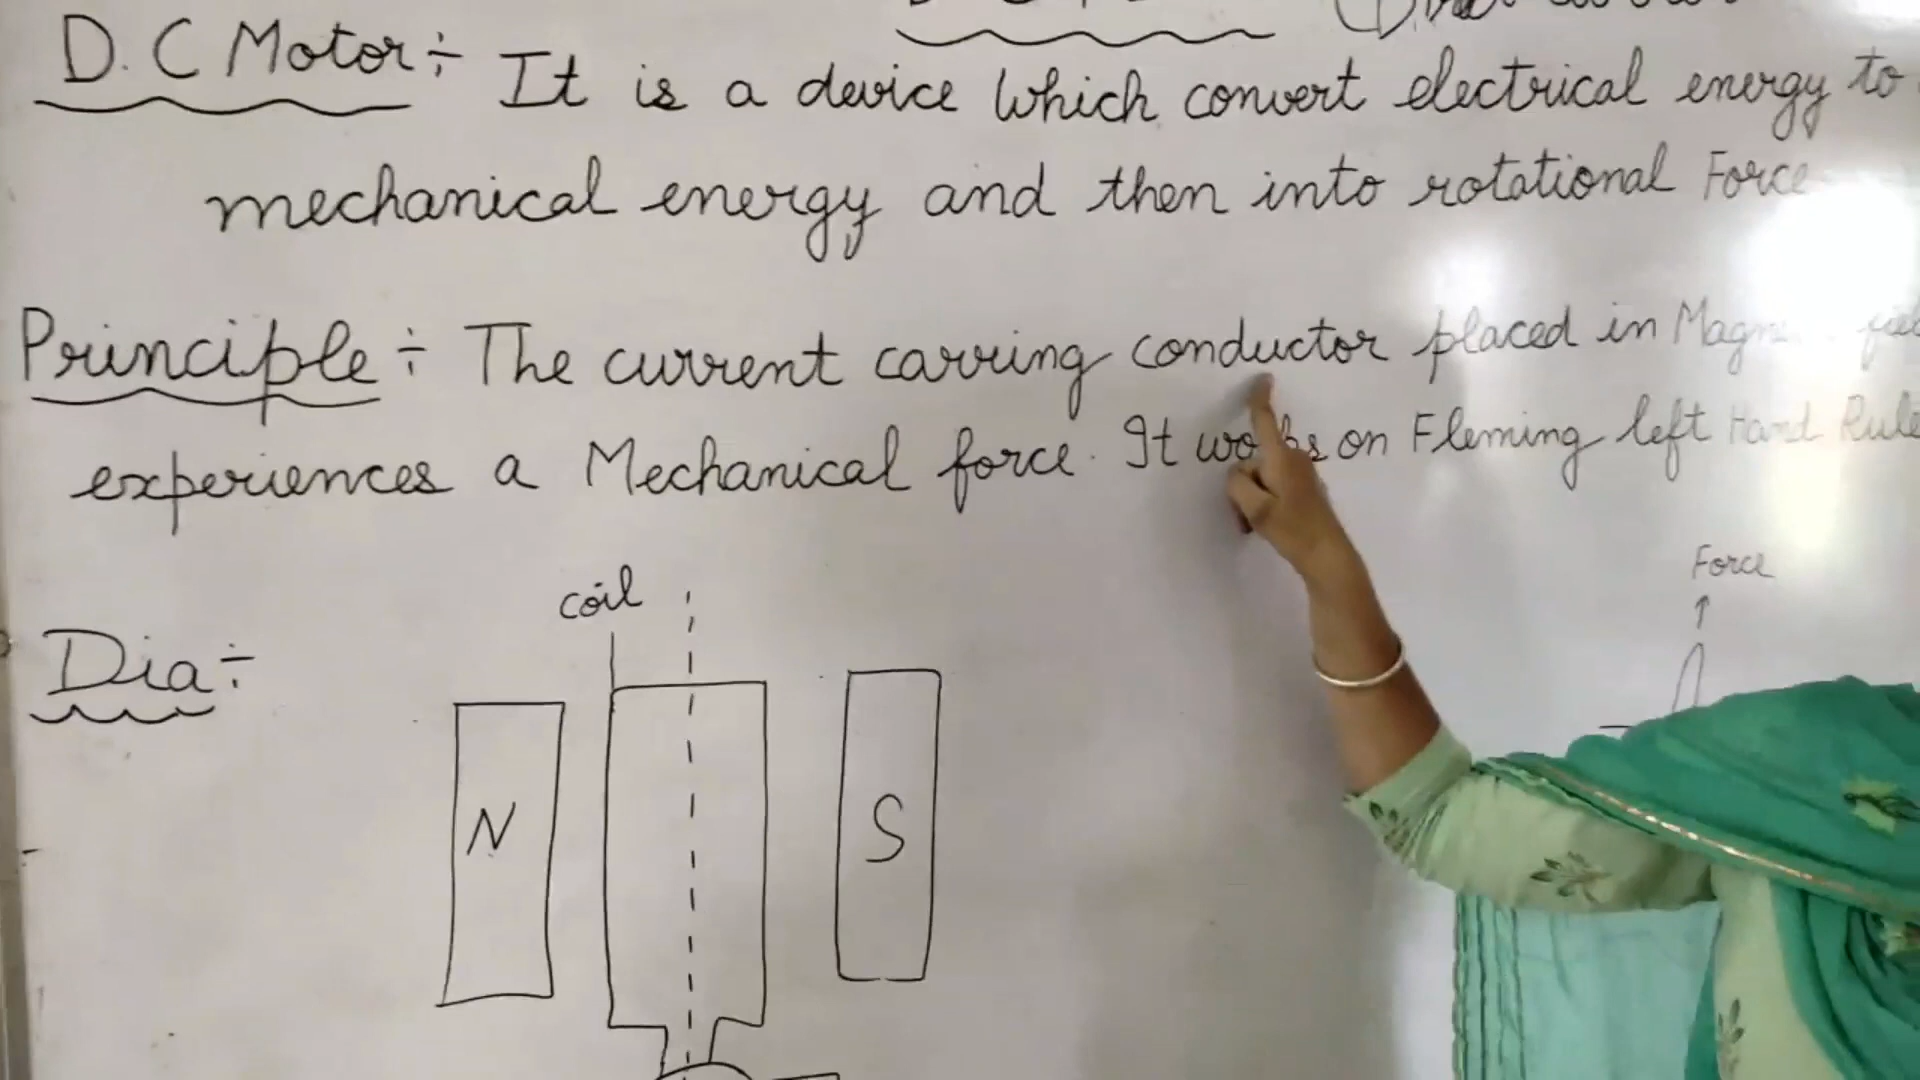 D.C Motor÷ It is a device which convert electrical energy to
mechanical energy and then into rotational Force
Principle÷ The current carring conductor placed in
experiences a Mechanical force. It works on Fleming left Hand Rule
Force
coil
Dia÷
N
S